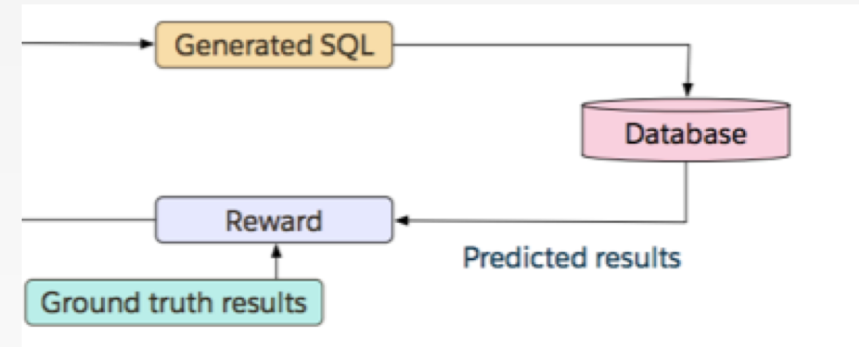 Generated SQL
Database
Reward
Predicted results
Ground truth results